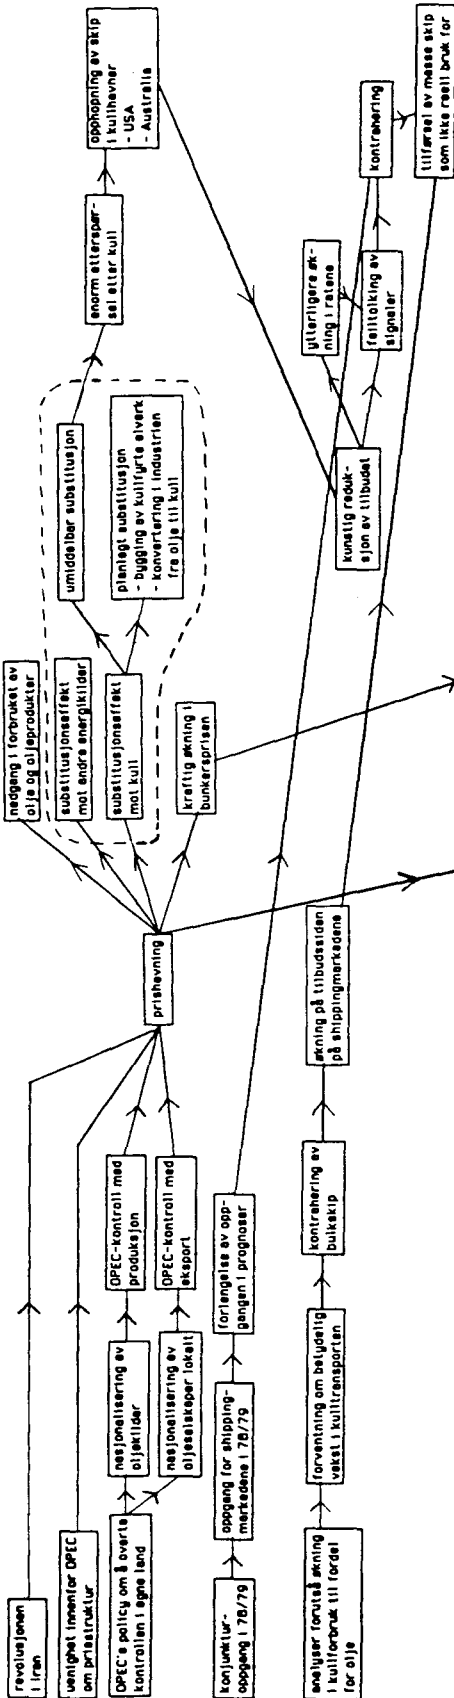 revolusjonen
i Iran
uenighet innenfor OPEC
om prisstruktur
OPEC's policy om å overta
kontrollen i egne land
nasjonalisering av
oljekilder
nasjonalisering av
oljeselskaper lokalt
OPEC-kontroll med
produksjon
OPEC-kontroll med
eksport
prishevning
nedgang i forbruket av
olje og oljeprodukter
substitusjonseffekt
mot andre energikilder
substitusjonseffekt
mot kull
kraftig økning i
bunkersprisen
umiddelbar substitusjon
planlagt substitusjon
- bygging av kullfyrte elverk
- konvertering i industrien
fra olje til kull
enorm etterspør-
sel etter kull
opphopning av skip
i kullhavner
- USA
- Australia
konjunktur-
oppgang i 78/79
oppgang for shipping-
markedene i 78/79
forlengelse av opp-
gangen i prognoser
kunstig reduk-
sjon av tilbudet
ytterligere øk-
ning i ratene
feiltolking av
signaler
kontrahering
tilførsel av masse skip
som ikke reell bruk for
analyser forutså økning
i kullforbruk til fordel
for olje
forventning om betydelig
vekst i kulltransporten
kontrahering av
bulkskip
økning på tilbudssiden
på shippingmarkedene